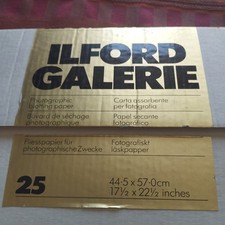 ILFORD
GALERIE
Photographic
blotting paper
Carta assorbente
per fotografia
Buvard de séchage
photographique
Papel secante
fotográfico
Fliesspapier für
photographische Zwecke
Fotografiskt
läskpapper
25
44·5 x 57·0cm
17½ x 22½ inches